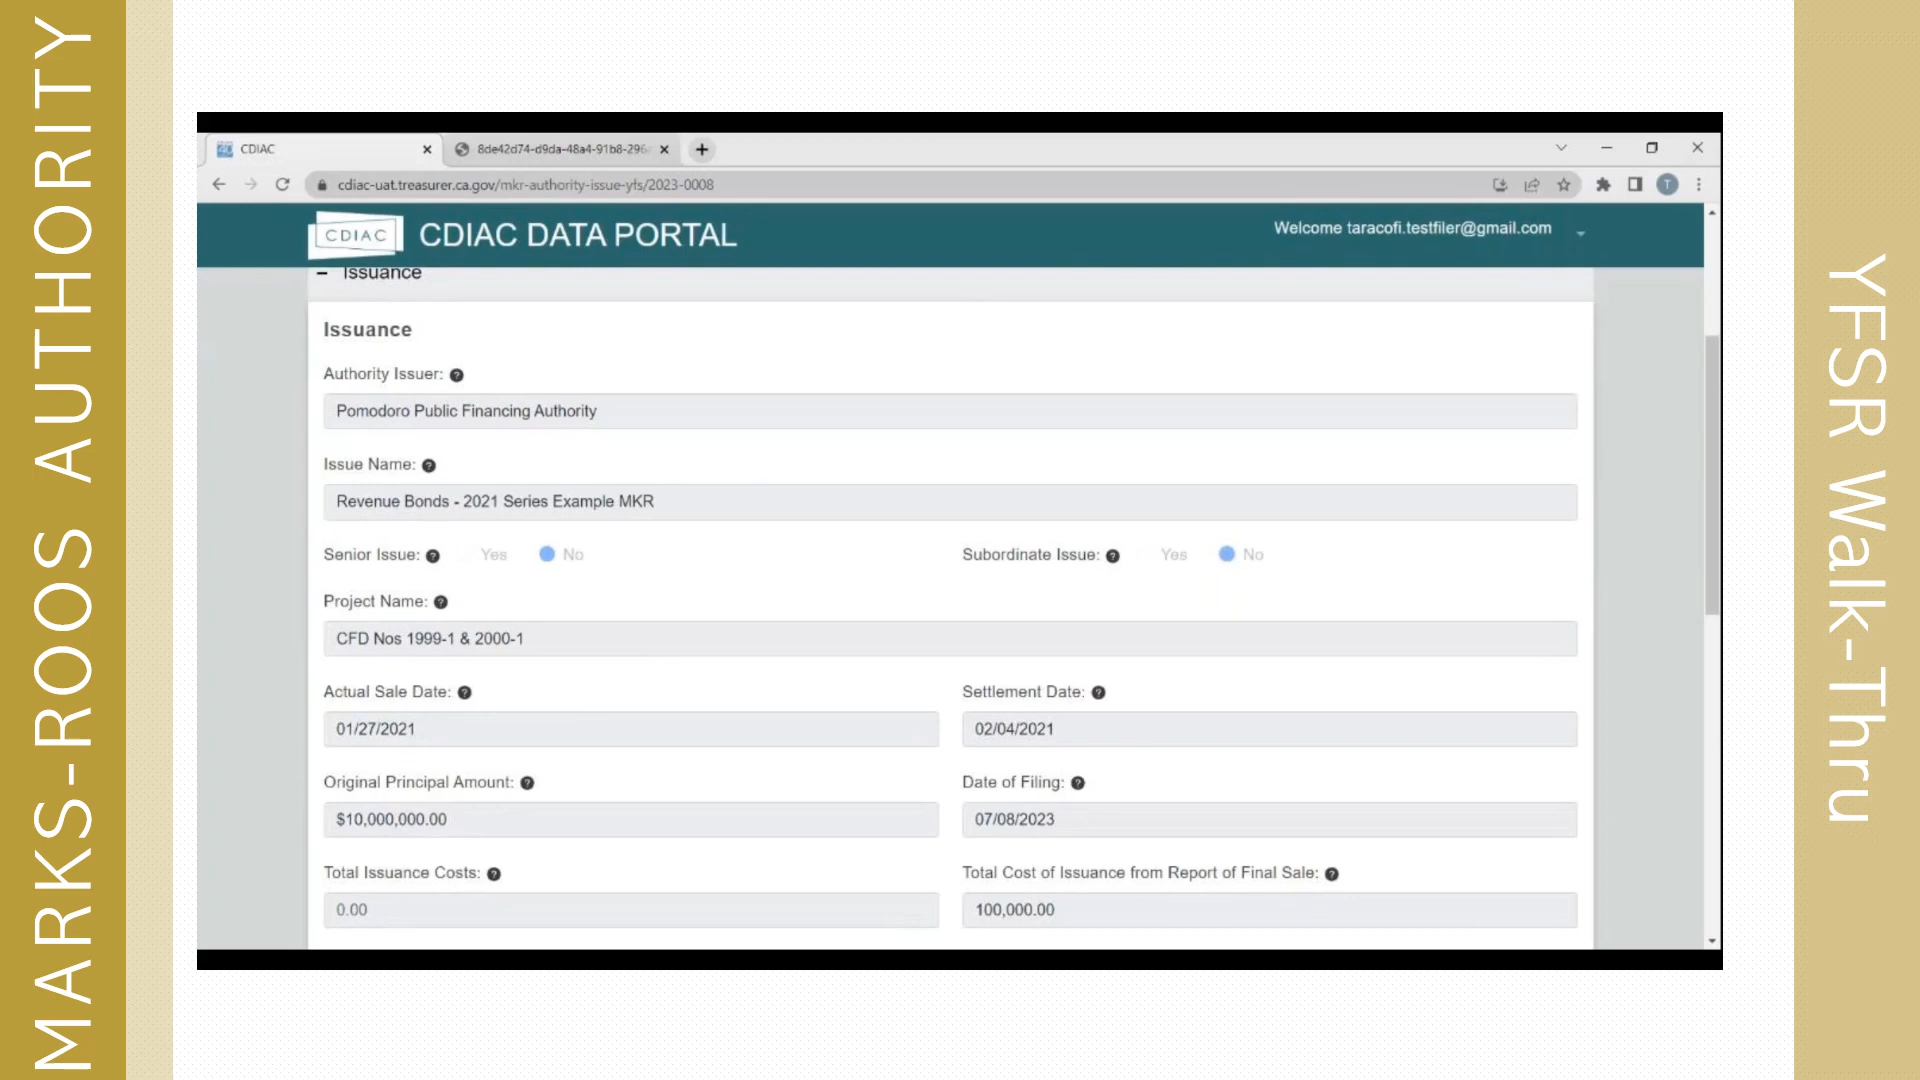 MARKS-ROOS AUTHORITY
CDIAC
8de42d74-d9da-48a4-91b8-296
cdiac-uat.treasurer.ca.gov/mkr-authority-issue-yfs/2023-0008
T
CDIAC
CDIAC DATA PORTAL
Welcome taracofi.testfiler@gmail.com
– Issuance
Issuance
Authority Issuer: ?
Pomodoro Public Financing Authority
Issue Name: ?
Revenue Bonds - 2021 Series Example MKR
Senior Issue: ? Yes No
Subordinate Issue: ? Yes No
Project Name: ?
CFD Nos 1999-1 & 2000-1
Actual Sale Date: ?
Settlement Date: ?
01/27/2021
02/04/2021
Original Principal Amount: ?
Date of Filing: ?
$10,000,000.00
07/08/2023
Total Issuance Costs: ?
Total Cost of Issuance from Report of Final Sale: ?
0.00
100,000.00
YFSR Walk-Thru